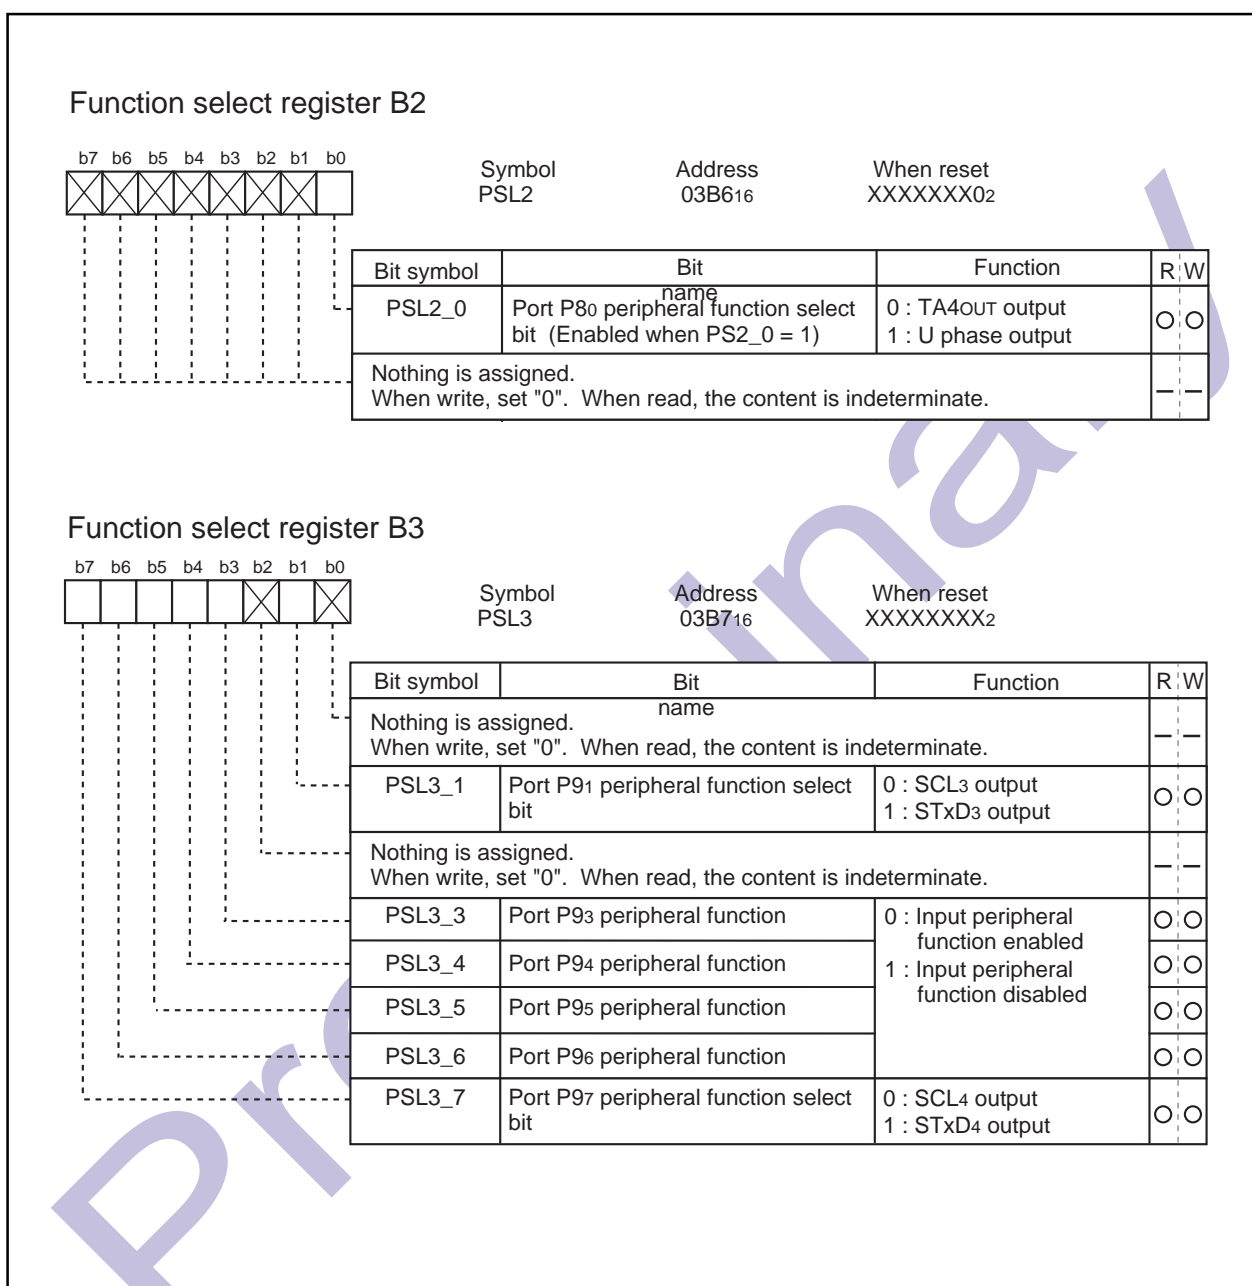 Function select register B2
b7 b6 b5 b4 b3 b2 b1 b0
Symbol Address When reset
PSL2 03B616 XXXXXXX02
Bit symbol Bit name Function R W
PSL2_0 Port P80 peripheral function select bit (Enabled when PS2_0 = 1) 0 : TA4OUT output
1 : U phase output
Nothing is assigned.
When write, set "0". When read, the content is indeterminate.
Function select register B3
b7 b6 b5 b4 b3 b2 b1 b0
Symbol Address When reset
PSL3 03B716 XXXXXXXX2
Bit symbol Bit name Function R W
Nothing is assigned.
When write, set "0". When read, the content is indeterminate.
PSL3_1 Port P91 peripheral function select bit 0 : SCL3 output
1 : STxD3 output
Nothing is assigned.
When write, set "0". When read, the content is indeterminate.
PSL3_3 Port P93 peripheral function 0 : Input peripheral function enabled
1 : Input peripheral function disabled
PSL3_4 Port P94 peripheral function
PSL3_5 Port P95 peripheral function
PSL3_6 Port P96 peripheral function
PSL3_7 Port P97 peripheral function select bit 0 : SCL4 output
1 : STxD4 output
Preliminary